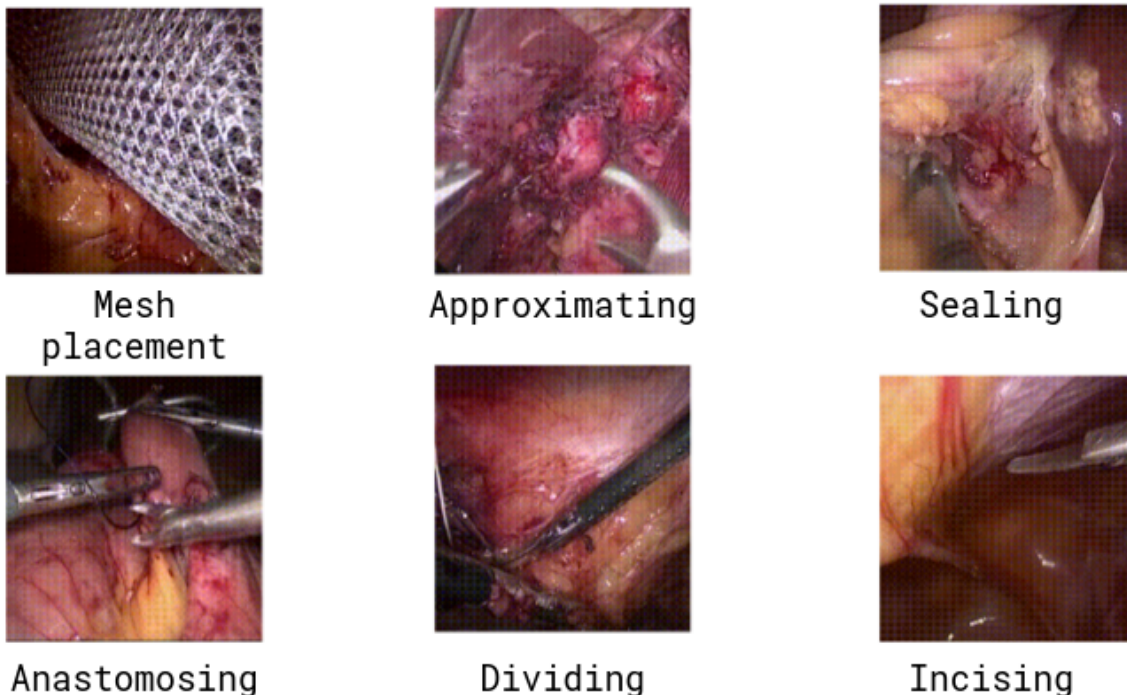 Mesh
placement
Approximating
Sealing
Anastomosing
Dividing
Incising